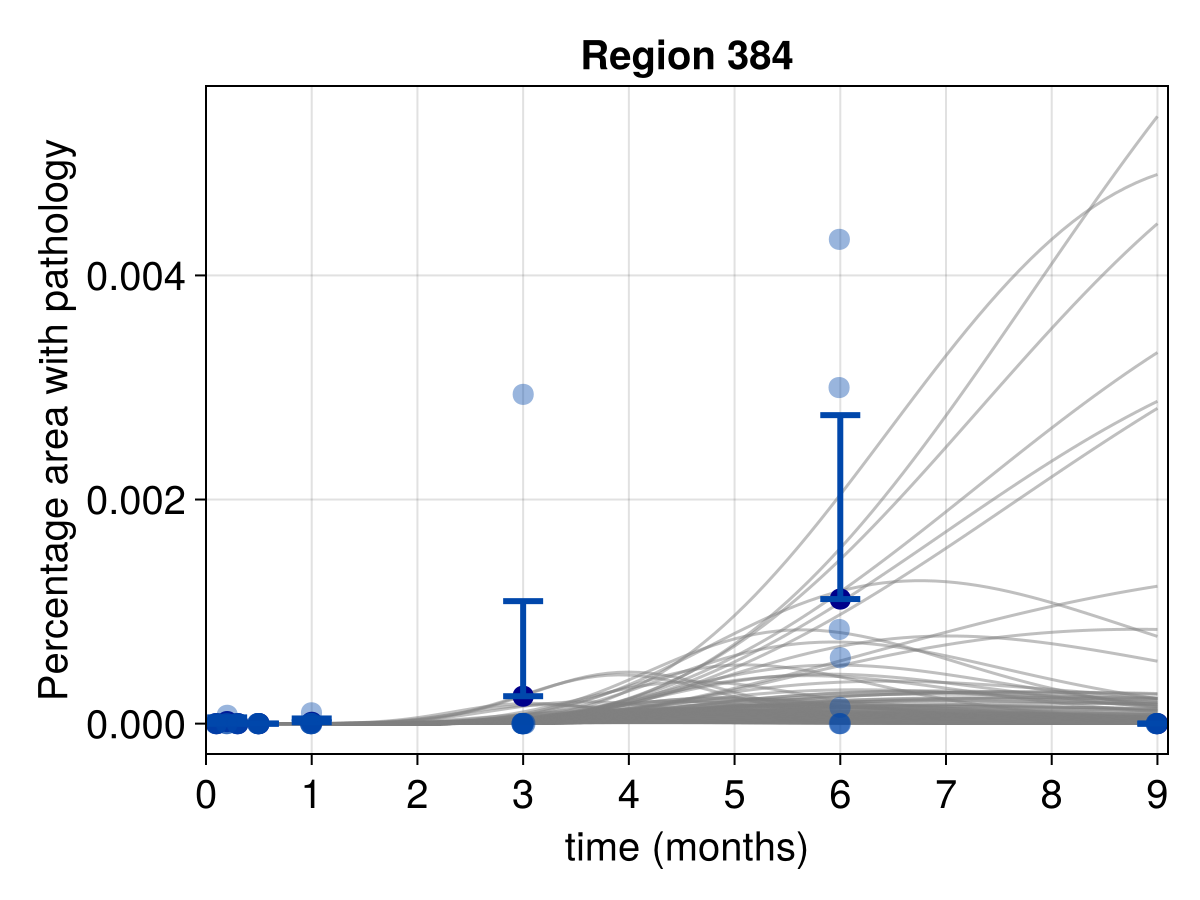 Region 384
Percentage area with pathology
0.004
0.002
0.000
0 1 2 3 4 5 6 7 8 9
time (months)